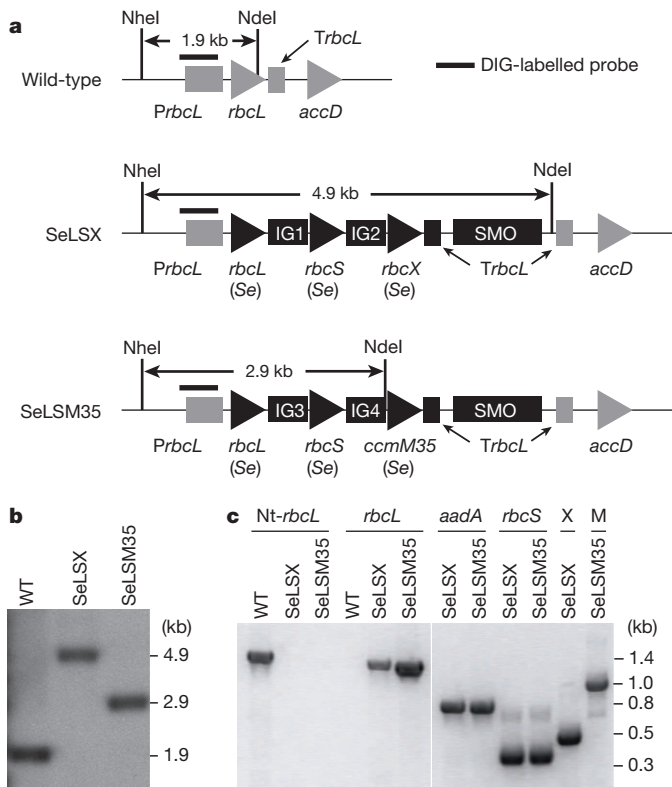 a
NheI NdeI
1.9 kb TrbcL
Wild-type DIG-labelled probe
PrbcL rbcL accD
NheI NdeI
4.9 kb
SeLSX IG1 IG2 SMO
PrbcL rbcL rbcS rbcX TrbcL accD
(Se) (Se) (Se)
NheI NdeI
2.9 kb
SeLSM35 IG3 IG4 SMO
PrbcL rbcL rbcS ccmM35 TrbcL accD
(Se) (Se) (Se)
b
WT SeLSX SeLSM35
(kb)
4.9
2.9
1.9
c
Nt-rbcL rbcL aadA rbcS X M
WT SeLSX SeLSM35 WT SeLSX SeLSM35 SeLSX SeLSM35 SeLSX SeLSM35 SeLSX SeLSM35
(kb)
1.4
1.0
0.8
0.5
0.3